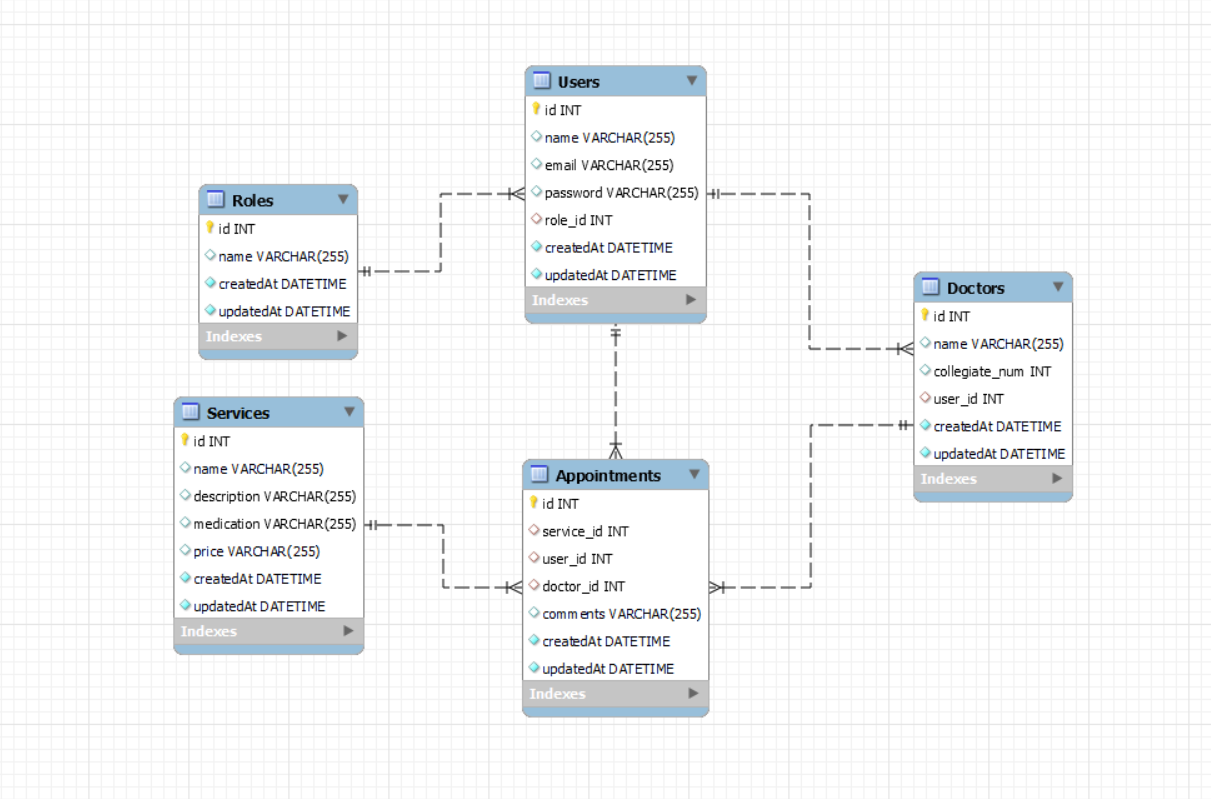 Users
id INT
name VARCHAR(255)
email VARCHAR(255)
password VARCHAR(255)
role_id INT
createdAt DATETIME
updatedAt DATETIME
Indexes
Roles
id INT
name VARCHAR(255)
createdAt DATETIME
updatedAt DATETIME
Indexes
Doctors
id INT
name VARCHAR(255)
collegiate_num INT
user_id INT
createdAt DATETIME
updatedAt DATETIME
Indexes
Services
id INT
name VARCHAR(255)
description VARCHAR(255)
medication VARCHAR(255)
price VARCHAR(255)
createdAt DATETIME
updatedAt DATETIME
Indexes
Appointments
id INT
service_id INT
user_id INT
doctor_id INT
comments VARCHAR(255)
createdAt DATETIME
updatedAt DATETIME
Indexes